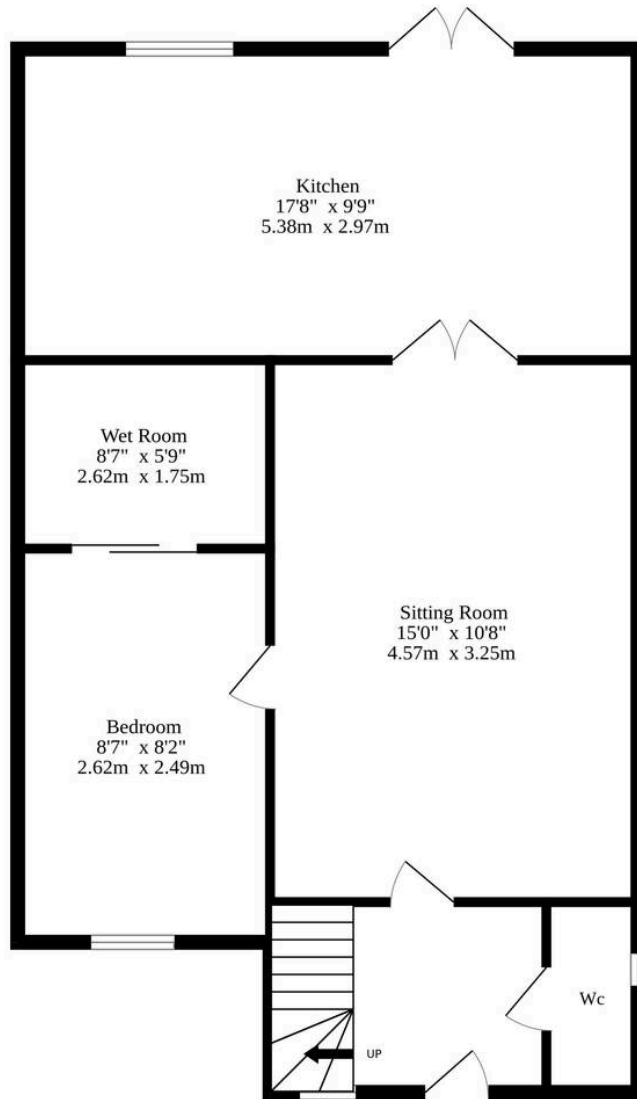 Kitchen
17'8" x 9'9"
5.38m x 2.97m
Wet Room
8'7" x 5'9"
2.62m x 1.75m
Sitting Room
15'0" x 10'8"
4.57m x 3.25m
Bedroom
8'7" x 8'2"
2.62m x 2.49m
Wc
UP